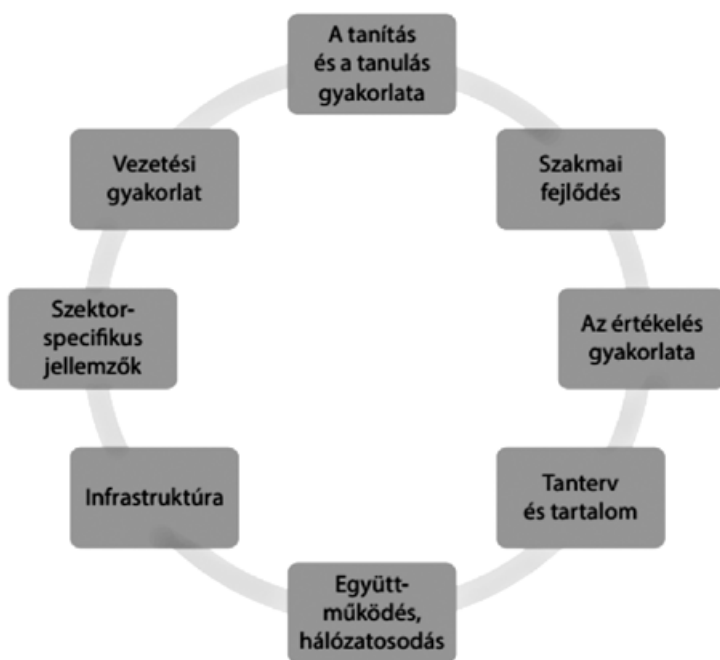 A tanítás
és a tanulás
gyakorlata
Szakmai
fejlődés
Az értékelés
gyakorlata
Tanterv
és tartalom
Együtt-
működés,
hálózatosodás
Infrastruktúra
Szektor-
specifikus
jellemzők
Vezetési
gyakorlat